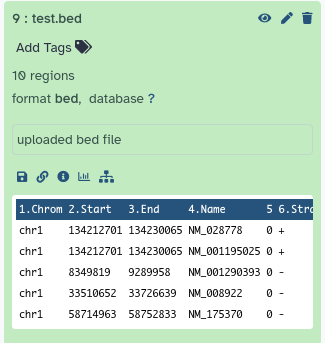 9 : test.bed
Add Tags
10 regions
format bed, database ?
uploaded bed file
1.Chrom 2.Start 3.End 4.Name 5 6.Stra
chr1 134212701 134230065 NM_028778 0 +
chr1 134212701 134230065 NM_001195025 0 +
chr1 8349819 9289958 NM_001290393 0 -
chr1 33510652 33726639 NM_008922 0 -
chr1 58714963 58752833 NM_175370 0 -